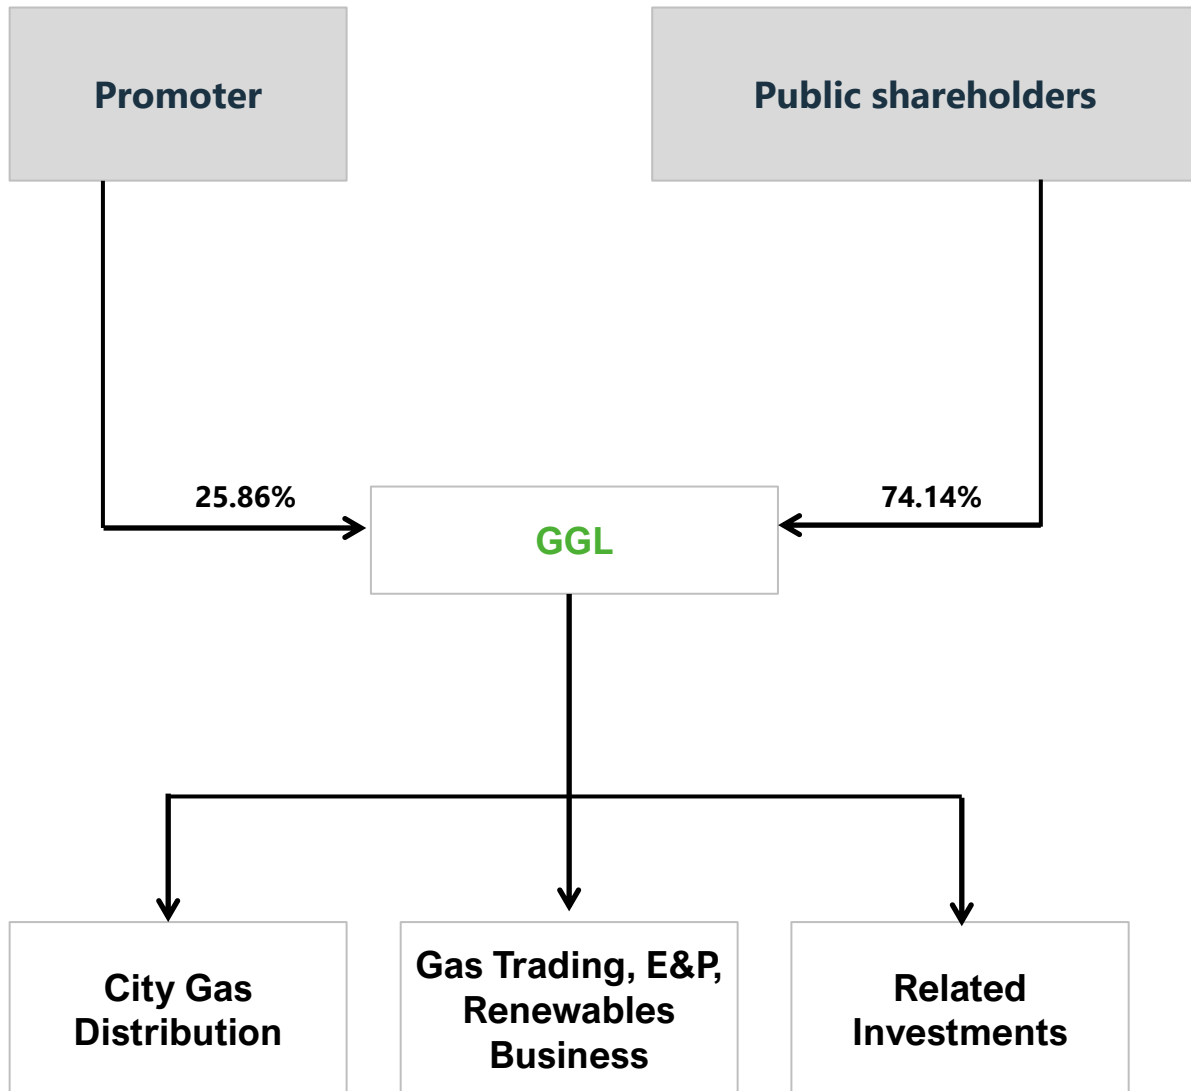 Promoter
Public shareholders
25.86%
74.14%
GGL
City Gas
Distribution
Gas Trading, E&P,
Renewables
Business
Related
Investments